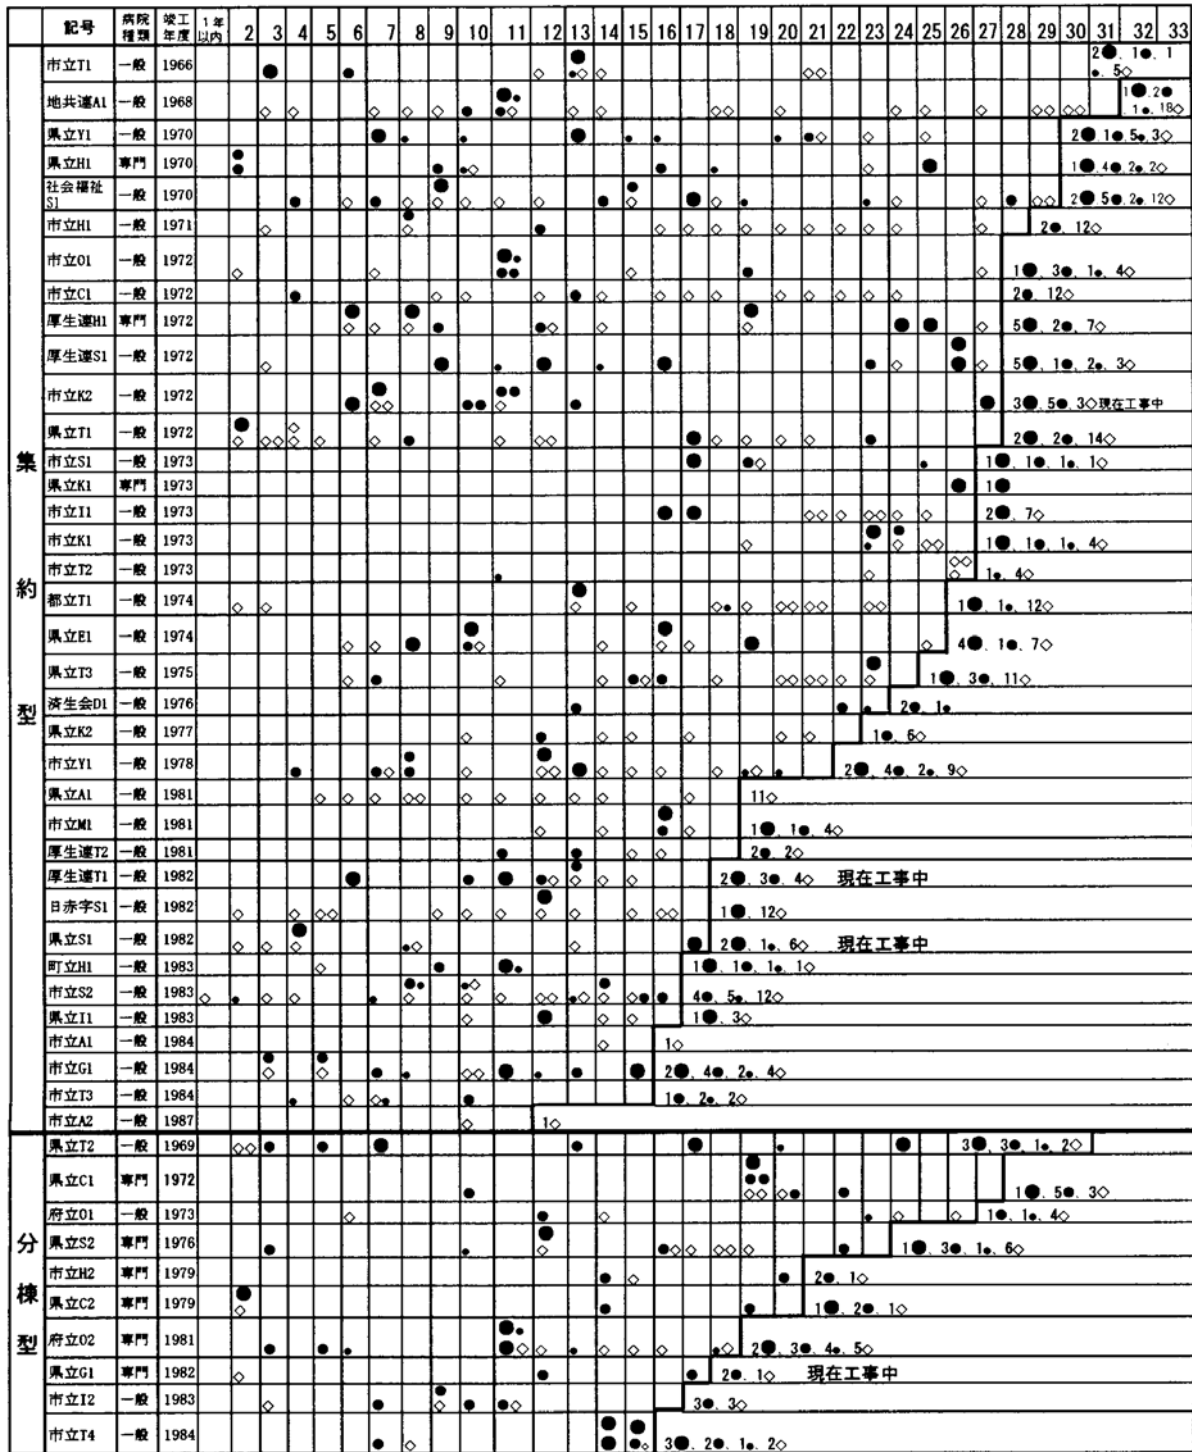 記号 病院種類 竣工年度 1年以内 2 3 4 5 6 7 8 9 10 11 12 13 14 15 16 17 18 19 20 21 22 23 24 25 26 27 28 29 30 31 32 33
集約型
市立T1 一般 1966 2●. 1●. 1●. 5◇
地共連A1 一般 1968 1●. 2● 1●. 18◇
県立Y1 一般 1970 2●. 1●. 5●. 3◇
県立H1 専門 1970 1●. 4●. 2●. 2◇
社会福祉S1 一般 1970 2●. 5●. 2●. 12◇
市立H1 一般 1971 2●. 12◇
市立O1 一般 1972 1●. 3●. 1●. 4◇
市立C1 一般 1972 2●. 12◇
厚生連H1 専門 1972 5●. 2●. 7◇
厚生連S1 一般 1972 5●. 1●. 2●. 3◇
市立K2 一般 1972 3●. 5●. 3◇現在工事中
県立T1 一般 1972 2●. 2●. 14◇
市立S1 一般 1973 1●. 1●. 1●. 1◇
県立K1 専門 1973 1●
市立I1 一般 1973 2●. 7◇
市立K1 一般 1973 1●. 1●. 1●. 4◇
市立T2 一般 1973 1●. 4◇
都立T1 一般 1974 1●. 1●. 12◇
県立E1 一般 1974 4●. 1●. 7◇
県立T3 一般 1975 1●. 3●. 11◇
済生会D1 一般 1976 2●. 1●
県立K2 一般 1977 1●. 6◇
市立Y1 一般 1978 2●. 4●. 2●. 9◇
県立A1 一般 1981 11◇
市立M1 一般 1981 1●. 1●. 4◇
厚生連T2 一般 1981 2●. 2◇
厚生連T1 一般 1982 2●. 3●. 4◇ 現在工事中
日赤字S1 一般 1982 1●. 12◇
県立S1 一般 1982 2●. 1●. 6◇ 現在工事中
町立H1 一般 1983 1●. 1●. 1●. 1◇
市立S2 一般 1983 4●. 5●. 12◇
県立I1 一般 1983 1●. 3◇
市立A1 一般 1984 1◇
市立G1 一般 1984 2●. 4●. 2●. 4◇
市立T3 一般 1984 1●. 2●. 2◇
市立A2 一般 1987 1◇
分棟型
県立T2 一般 1969 3●. 3●. 1●. 2◇
県立C1 専門 1972 1●. 5●. 3◇
府立O1 一般 1973 1●. 1●. 4◇
県立S2 専門 1976 1●. 3●. 1●. 6◇
市立H2 専門 1979 2●. 1◇
県立C2 専門 1979 1●. 2●. 1◇
府立O2 専門 1981 2●. 3●. 4●. 5◇
県立G1 専門 1982 2●. 1◇ 現在工事中
市立I2 一般 1983 3●. 3◇
市立T4 一般 1984 3●. 2●. 1●. 2◇